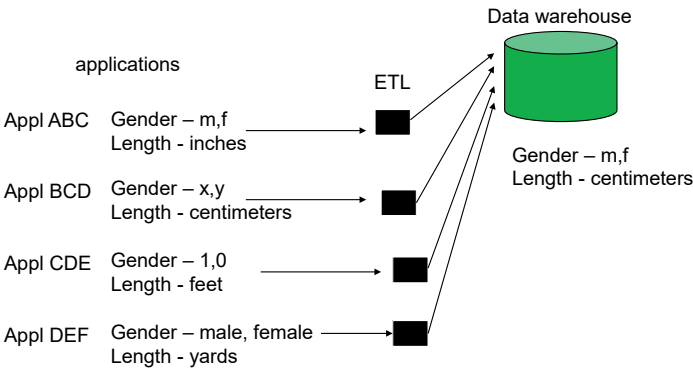 Data warehouse
applications
ETL
Appl ABC Gender – m,f
Length - inches
Gender – m,f
Length - centimeters
Appl BCD Gender – x,y
Length - centimeters
Appl CDE Gender – 1,0
Length - feet
Appl DEF Gender – male, female
Length - yards